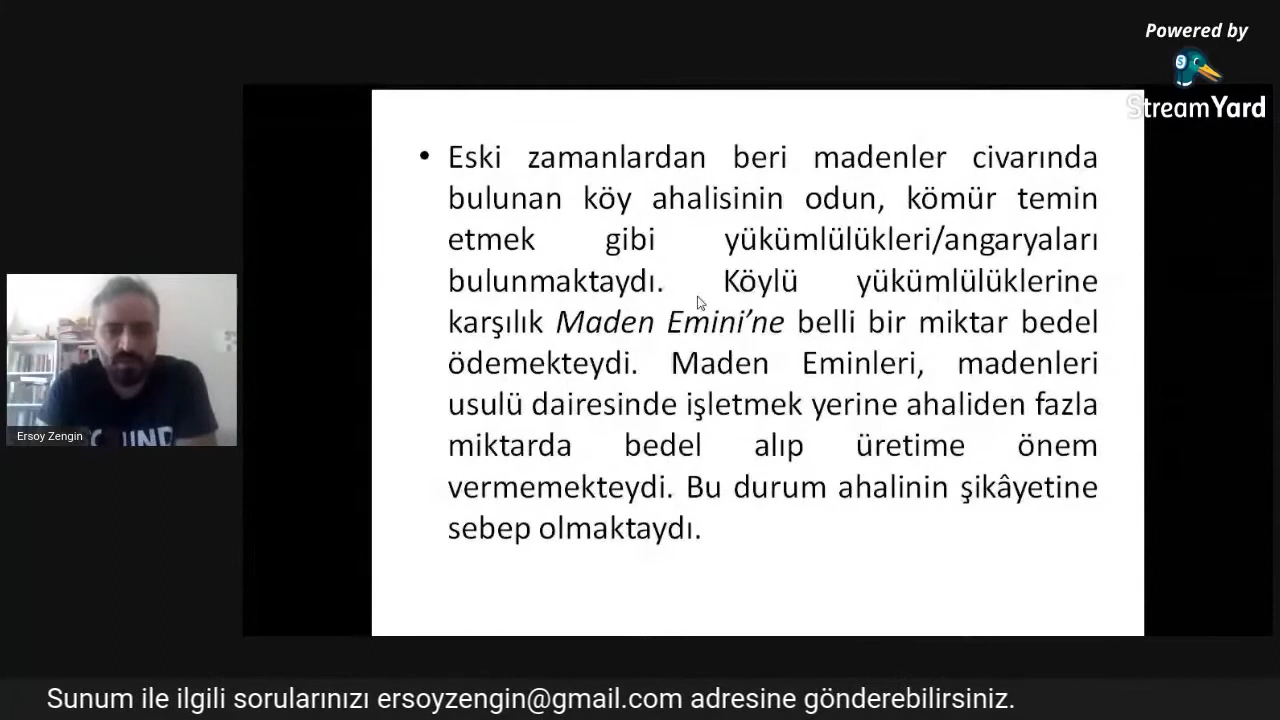 Powered by
StreamYard
• Eski zamanlardan beri madenler civarında
bulunan köy ahalisinin odun, kömür temin
etmek gibi yükümlülükleri/angaryaları
bulunmaktaydı. Köylü yükümlülüklerine
karşılık Maden Emini’ne belli bir miktar bedel
ödemekteydi. Maden Eminleri, madenleri
usulü dairesinde işletmek yerine ahaliden fazla
miktarda bedel alıp üretime önem
vermemekteydi. Bu durum ahalinin şikâyetine
sebep olmaktaydı.
Ersoy Zengin
Sunum ile ilgili sorularınızı ersoyzengin@gmail.com adresine gönderebilirsiniz.